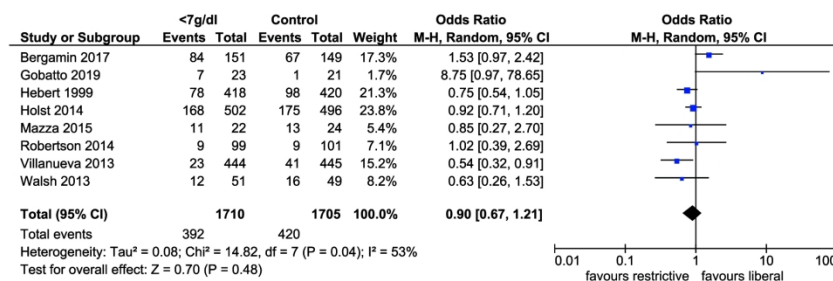 <7g/dl Control Odds Ratio Odds Ratio
Study or Subgroup Events Total Events Total Weight M-H, Random, 95% CI M-H, Random, 95% CI
Bergamin 2017 84 151 67 149 17.3% 1.53 [0.97, 2.42]
Gobatto 2019 7 23 1 21 1.7% 8.75 [0.97, 78.65]
Hebert 1999 78 418 98 420 21.3% 0.75 [0.54, 1.05]
Holst 2014 168 502 175 496 23.8% 0.92 [0.71, 1.20]
Mazza 2015 11 22 13 24 5.4% 0.85 [0.27, 2.70]
Robertson 2014 9 99 9 101 7.2% 1.02 [0.39, 2.69]
Villanueva 2013 23 444 41 445 15.2% 0.54 [0.32, 0.91]
Walsh 2013 12 51 16 49 8.2% 0.63 [0.26, 1.53]
Total (95% CI) 1710 1705 100.0% 0.90 [0.67, 1.21]
Total events 392 420
Heterogeneity: Tau² = 0.08; Chi² = 14.82, df = 7 (P = 0.04); I² = 53%
Test for overall effect: Z = 0.70 (P = 0.48)
0.01 0.1 1 10 100
favours restrictive favours liberal